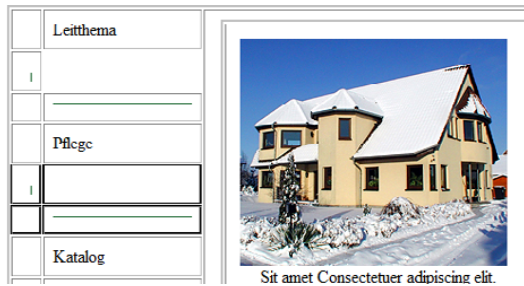 Leitthema
Pflege
Katalog
Sit amet Consectetuer adipiscing elit.